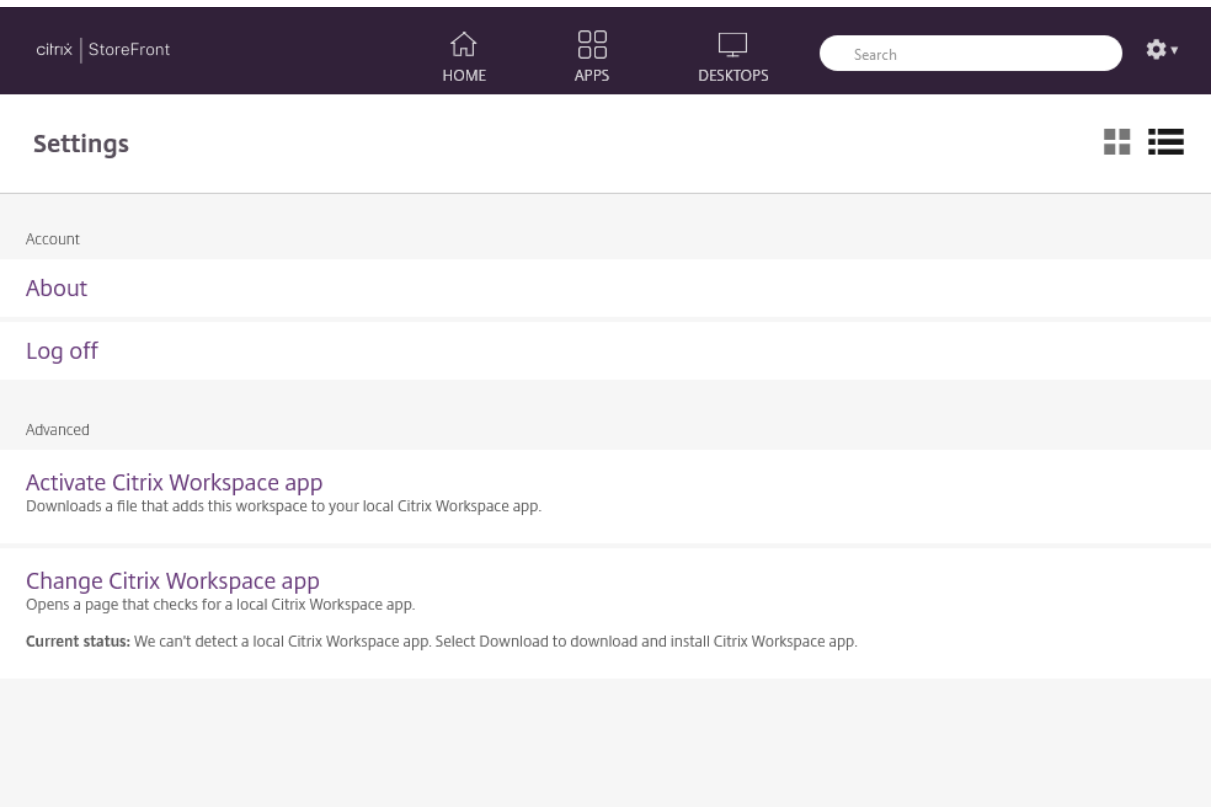 citrix | StoreFront
HOME
APPS
DESKTOPS
Search
Settings
Account
About
Log off
Advanced
Activate Citrix Workspace app
Downloads a file that adds this workspace to your local Citrix Workspace app.
Change Citrix Workspace app
Opens a page that checks for a local Citrix Workspace app.
Current status: We can't detect a local Citrix Workspace app. Select Download to download and install Citrix Workspace app.